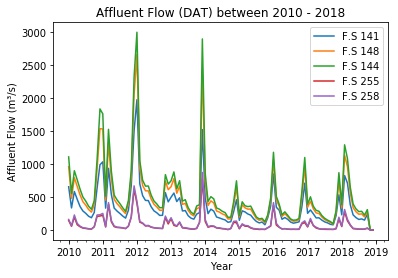 Affluent Flow (DAT) between 2010 - 2018
F.S 141
F.S 148
F.S 144
F.S 255
F.S 258
Affluent Flow (m³/s)
3000
2500
2000
1500
1000
500
0
2010 2011 2012 2013 2014 2015 2016 2017 2018 2019
Year